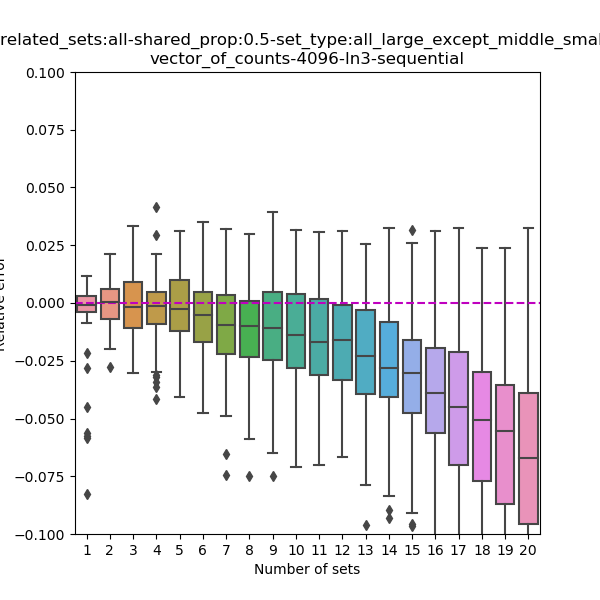 related_sets:all-shared_prop:0.5-set_type:all_large_except_middle_smal
vector_of_counts-4096-ln3-sequential
0.100
0.075
0.050
0.025
0.000
−0.025
−0.050
−0.075
−0.100
Relative error
1 2 3 4 5 6 7 8 9 10 11 12 13 14 15 16 17 18 19 20
Number of sets